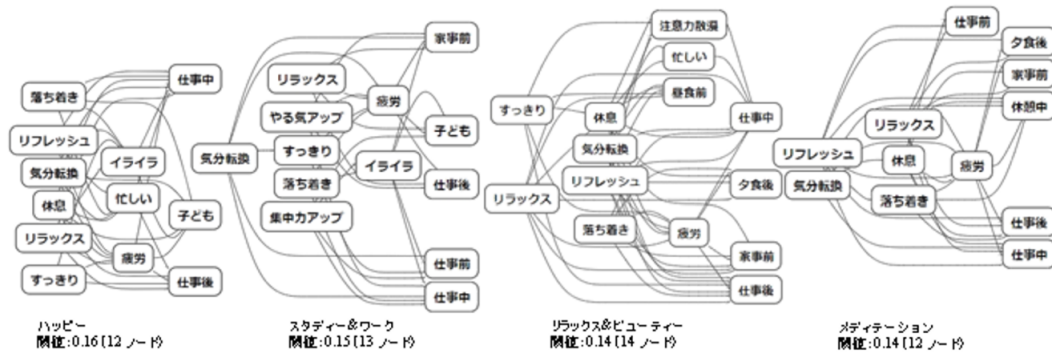 落ち着き
リフレッシュ
気分転換
休息
リラックス
すっきり
イライラ
忙しい
疲労
仕事中
子ども
仕事後
ハッピー
閾値:0.16(12ノード)
気分転換
リラックス
やる気アップ
すっきり
落ち着き
集中力アップ
疲労
イライラ
家事前
子ども
仕事後
仕事前
仕事中
スタディー&ワーク
閾値:0.15(13ノード)
すっきり
リラックス
休息
気分転換
リフレッシュ
落ち着き
注意力散漫
忙しい
昼食前
疲労
仕事中
夕食後
家事前
仕事後
リラックス&ビューティー
閾値:0.14(14ノード)
リフレッシュ
気分転換
リラックス
休息
落ち着き
疲労
仕事前
夕食後
家事前
休憩中
仕事後
仕事中
メディテーション
閾値:0.14(12ノード)